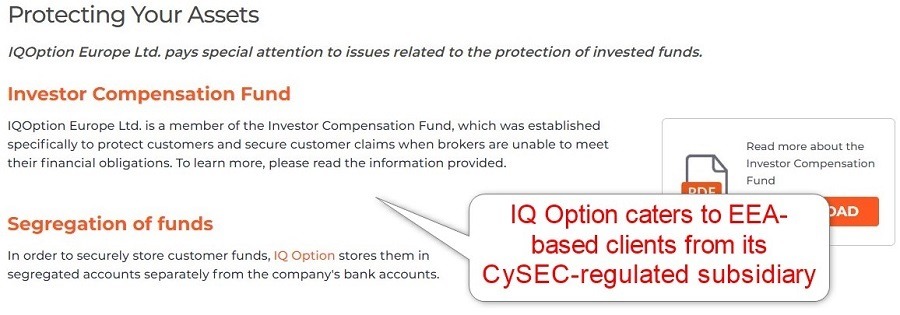 Protecting Your Assets
IQOption Europe Ltd. pays special attention to issues related to the protection of invested funds.
Investor Compensation Fund
IQOption Europe Ltd. is a member of the Investor Compensation Fund, which was established
specifically to protect customers and secure customer claims when brokers are unable to meet
their financial obligations. To learn more, please read the information provided.
Read more about the
Investor Compensation
Fund
PDF
OAD
Segregation of funds
In order to securely store customer funds, IQ Option stores them in
segregated accounts separately from the company's bank accounts.
IQ Option caters to EEA-
based clients from its
CySEC-regulated subsidiary